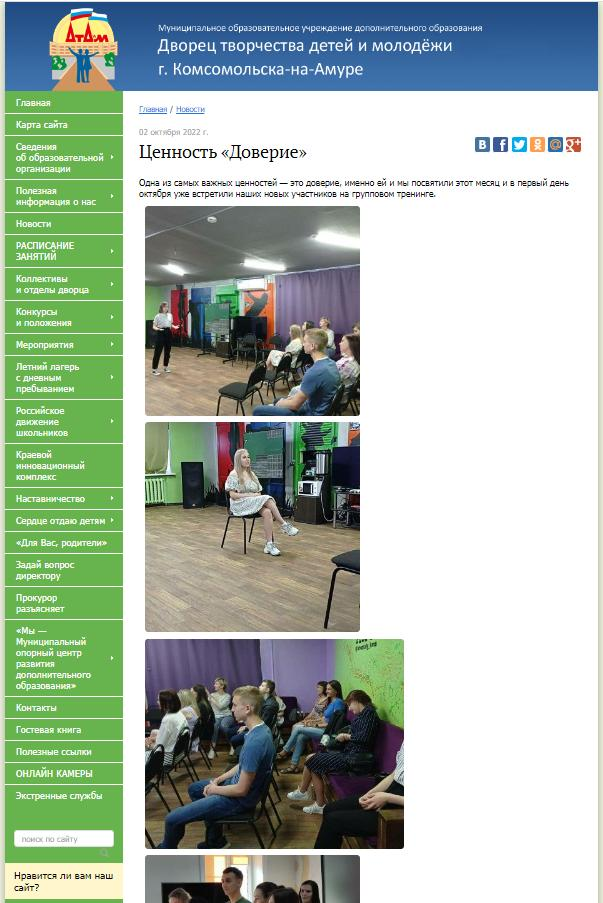 АТАМ
Муниципальное образовательное учреждение дополнительного образования
Дворец творчества детей и молодёжи
г. Комсомольска-на-Амуре
Главная
Карта сайта
Сведения
об образовательной
организации
Полезная
информация о нас
Новости
РАСПИСАНИЕ
ЗАНЯТИЙ
Коллективы
и отделы дворца
Конкурсы
и положения
Мероприятия
Летний лагерь
с дневным
пребыванием
Российское
движение
школьников
Краевой
инновационный
комплекс
Наставничество
Сердце отдаю детям
«Для Вас, родители»
Задай вопрос
директору
Прокурор
разъясняет
«Мы —
Муниципальный
опорный центр
развития
дополнительного
образования»
Контакты
Гостевая книга
Полезные ссылки
ОНЛАЙН КАМЕРЫ
Экстренные службы
поиск по сайту
Нравится ли вам наш
сайт?
Главная / Новости
02 октября 2022 г.
Ценность «Доверие»
Одна из самых важных ценностей — это доверие, именно ей и мы посвятили этот месяц и в первый день
октября уже встретили наших новых участников на групповом тренинге.